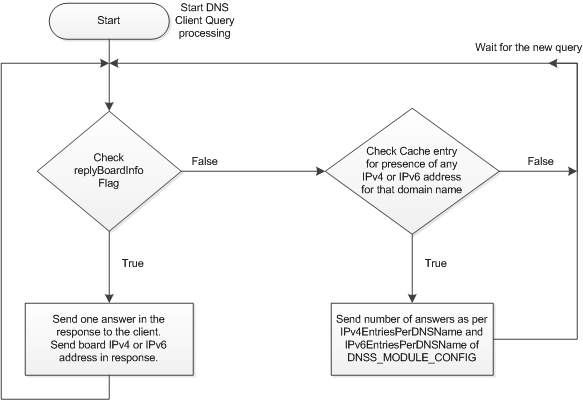 Start
Start DNS
Client Query
processing
Wait for the new query
Check
replyBoardInfo
Flag
False
Check Cache entry
for presence of any
IPv4 or IPv6 address
for that domain name
False
True
True
Send one answer in the
response to the client.
Send board IPv4 or IPv6
address in response.
Send number of answers as per
IPv4EntriesPerDNSName and
IPv6EntriesPerDNSName of
DNSS_MODULE_CONFIG